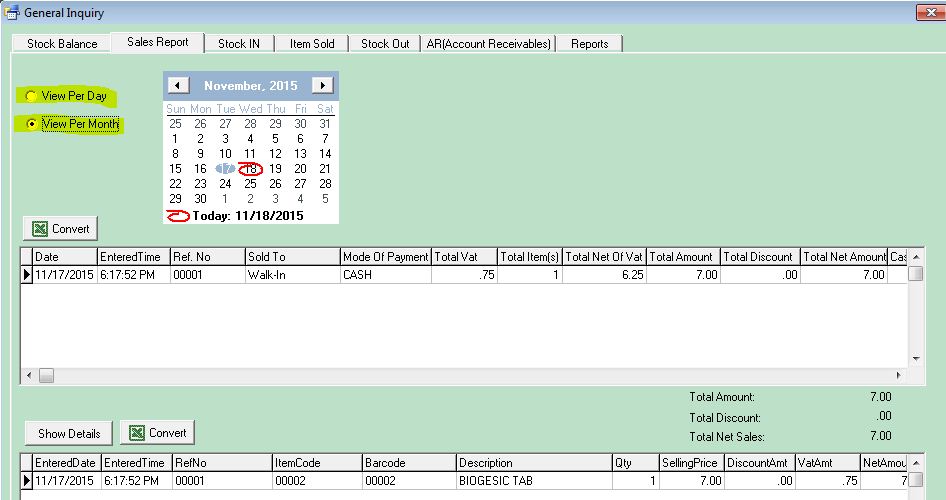 General Inquiry
Stock Balance Sales Report Stock IN Item Sold Stock Out AR(Account Receivables) Reports
View Per Day
View Per Month
November, 2015
Sun Mon Tue Wed Thu Fri Sat
25 26 27 28 29 30 31
1 2 3 4 5 6 7
8 9 10 11 12 13 14
15 16 17 18 19 20 21
22 23 24 25 26 27 28
29 30 1 2 3 4 5
Today: 11/18/2015
Convert
Date EnteredTime Ref. No Sold To Mode Of Payment Total Vat Total Item(s) Total Net Of Vat Total Amount Total Discount Total Net Amount Cas
11/17/2015 6:17:52 PM 00001 Walk-In CASH .75 1 6.25 7.00 .00 7.00
Total Amount: 7.00
Total Discount: .00
Total Net Sales: 7.00
Show Details Convert
EnteredDate EnteredTime RefNo ItemCode Barcode Description Qty SellingPrice DiscountAmt VatAmt NetAmou
11/17/2015 6:17:52 PM 00001 00002 00002 BIOGESIC TAB 1 7.00 .00 .75 7